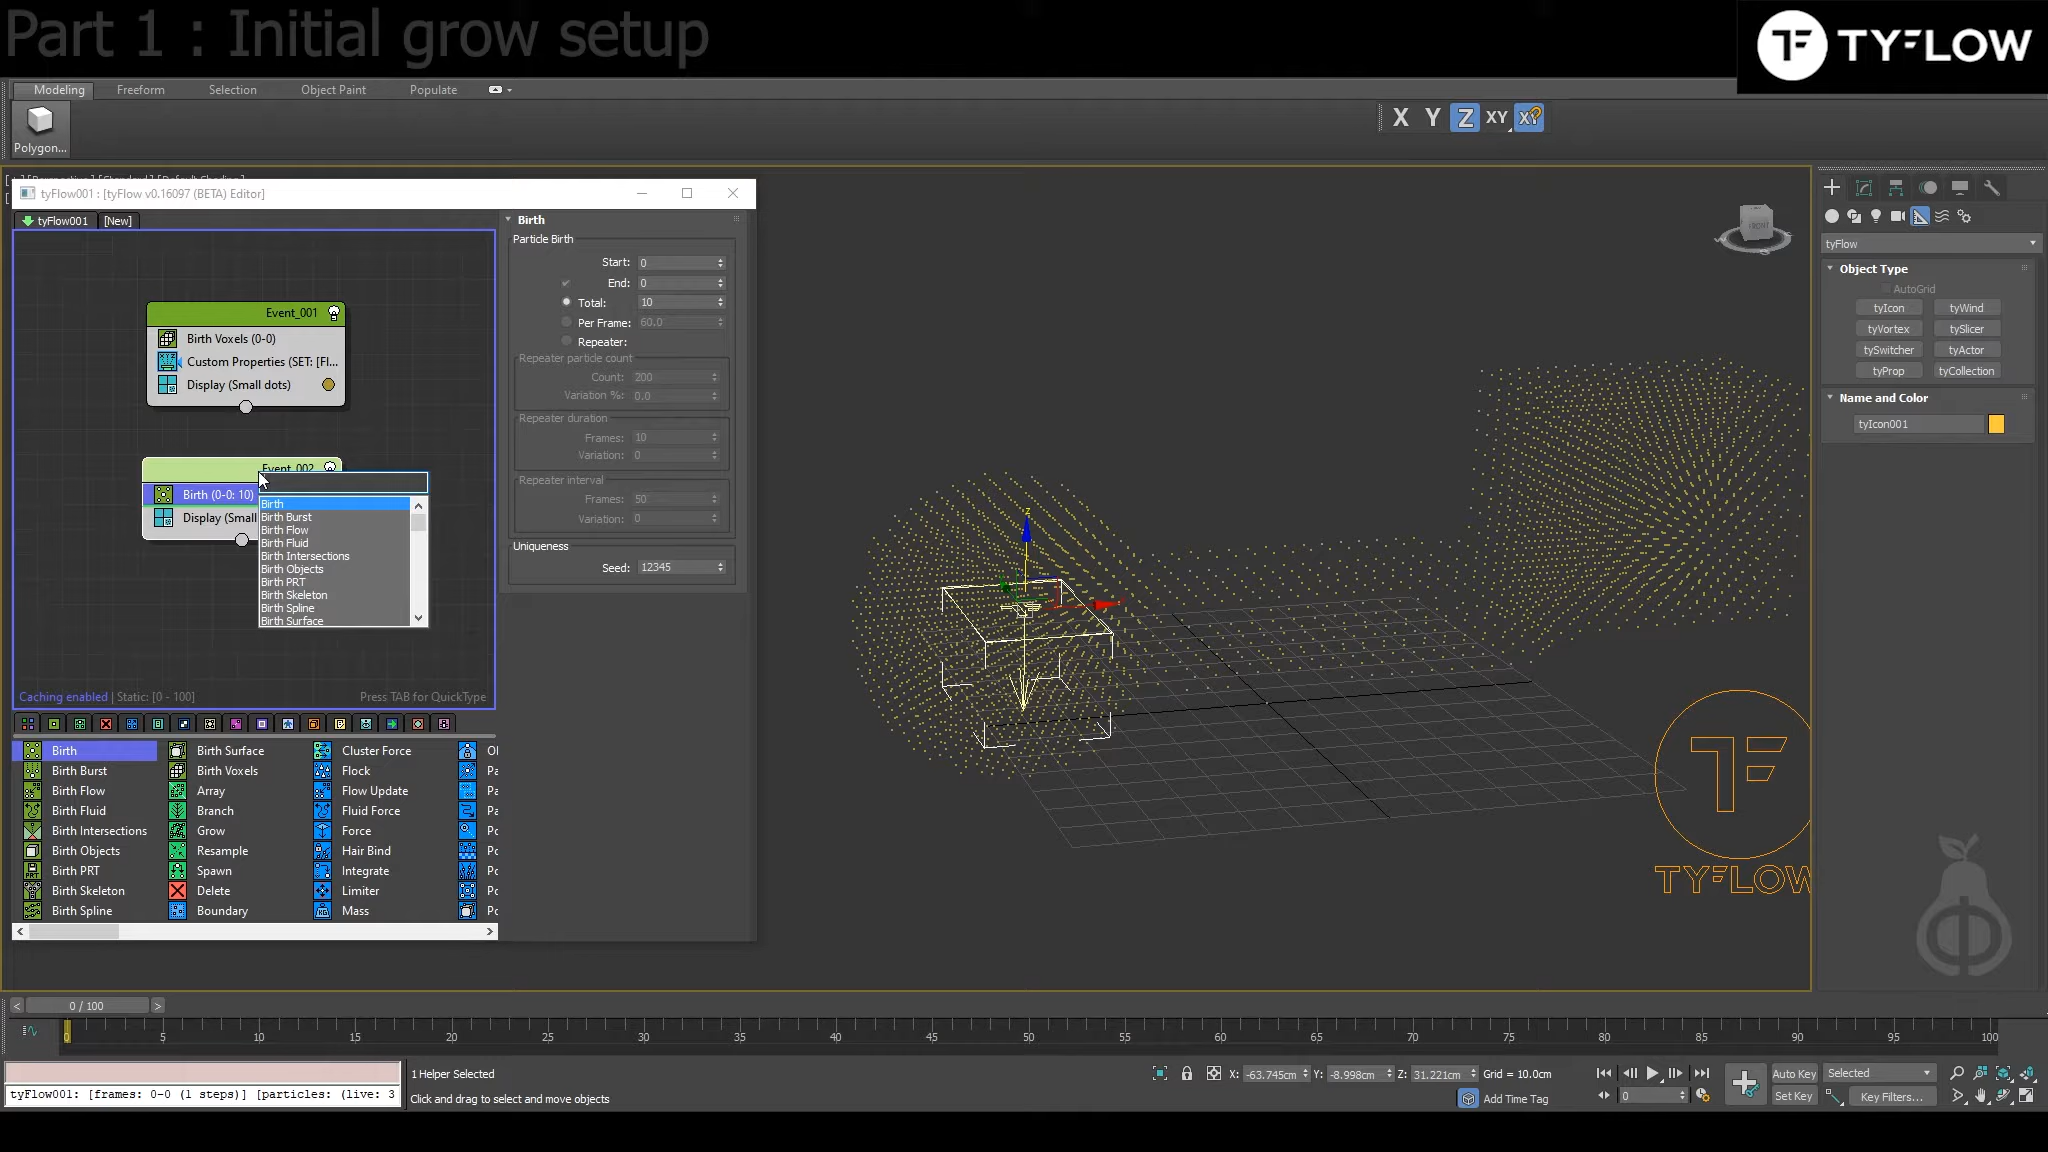 Part 1 : Initial grow setup
TYFLOW
Modeling
Freeform
Selection
Object Paint
Populate
Polygon...
X Y Z XY XY
tyFlow001 : [tyFlow v0.16097 (BETA) Editor]
tyFlow001 [New]
Event_001
Birth Voxels (0-0)
Custom Properties (SET: [Fl...
Display (Small dots)
Event_002
Birth (0-0: 10)
Display (Small
Birth
Birth Burst
Birth Flow
Birth Fluid
Birth Intersections
Birth Objects
Birth PRT
Birth Skeleton
Birth Spline
Birth Surface
Caching enabled | Static: [0 - 100]
Press TAB for QuickType
Birth
Particle Birth
Start: 0
End: 0
Total: 10
Per Frame: 60.0
Repeater:
Repeater particle count
Count: 200
Variation %: 0.0
Repeater duration
Frames: 10
Variation: 0
Repeater interval
Frames: 50
Variation: 0
Uniqueness
Seed: 12345
Birth
Birth Burst
Birth Flow
Birth Fluid
Birth Intersections
Birth Objects
Birth PRT
Birth Skeleton
Birth Spline
Birth Surface
Birth Voxels
Array
Branch
Grow
Resample
Spawn
Delete
Boundary
Cluster Force
Flock
Flow Update
Fluid Force
Force
Hair Bind
Integrate
Limiter
Mass
FRONT
z
TYFLOW
tyFlow
Object Type
AutoGrid
tyIcon tyWind
tyVortex tySlicer
tySwitcher tyActor
tyProp tyCollection
Name and Color
tyIcon001
< 0 / 100 >
0 5 10 15 20 25 30 35 40 45 50 55 60 65 70 75 80 85 90 95 100
tyFlow001: [frames: 0-0 (1 steps)] [particles: (live: 3
1 Helper Selected
Click and drag to select and move objects
X: -63.745cm Y: -8.998cm Z: 31.221cm Grid = 10.0cm
Add Time Tag
0
Auto Key
Set Key
Selected
Key Filters...